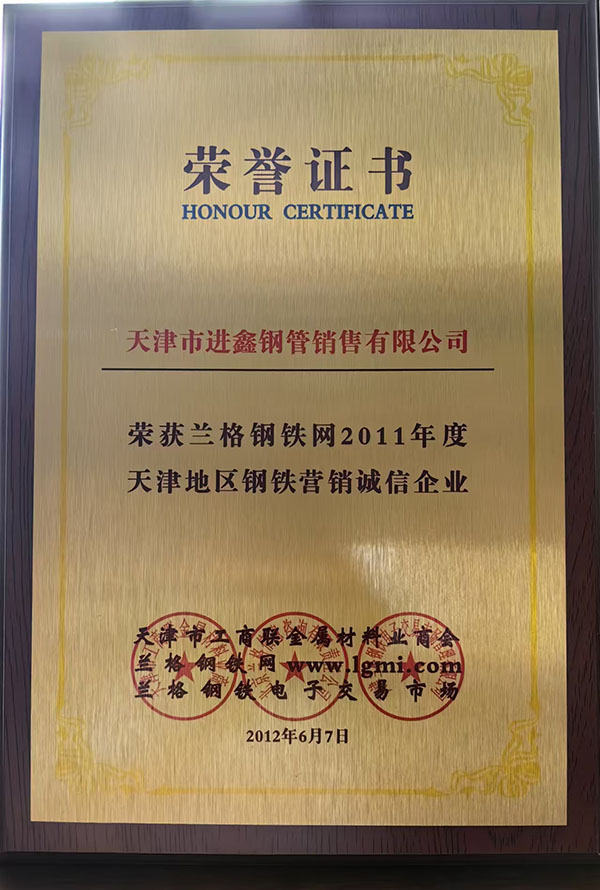 荣誉证书
HONOUR CERTIFICATE
天津市进鑫钢管销售有限公司
荣获兰格钢铁网2011年度
天津地区钢铁营销诚信企业
天津市工商联金属材料业商会
兰格钢铁网 www.lgmi.com
兰格钢铁电子交易市场
2012年6月7日